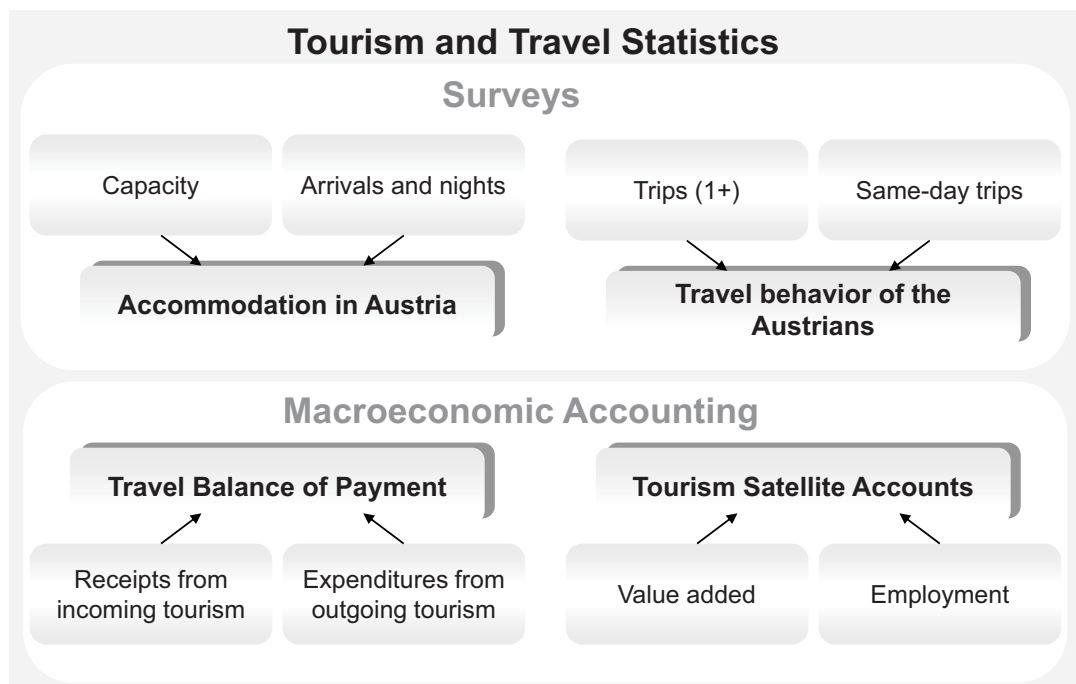 Tourism and Travel Statistics
Surveys
Capacity
Arrivals and nights
Trips (1+)
Same-day trips
Accommodation in Austria
Travel behavior of the
Austrians
Macroeconomic Accounting
Travel Balance of Payment
Tourism Satellite Accounts
Receipts from
incoming tourism
Expenditures from
outgoing tourism
Value added
Employment